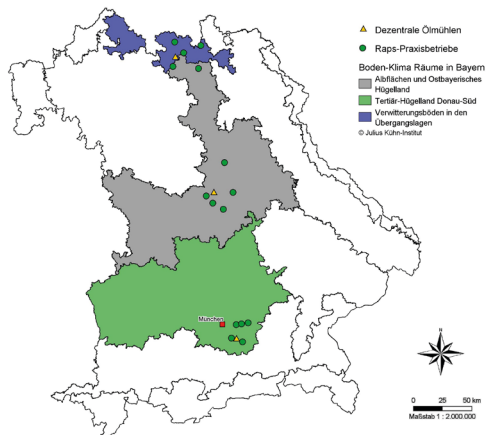 Dezentrale Ölmühlen
Raps-Praxisbetriebe
Boden-Klima Räume in Bayern
Albflächen und Ostbayerisches
Hügelland
Tertiär-Hügelland Donau-Süd
Verwitterungsböden in den
Übergangslagen
© Julius Kühn-Institut
München
N
0 25 50 km
Maßstab 1 : 2.000.000